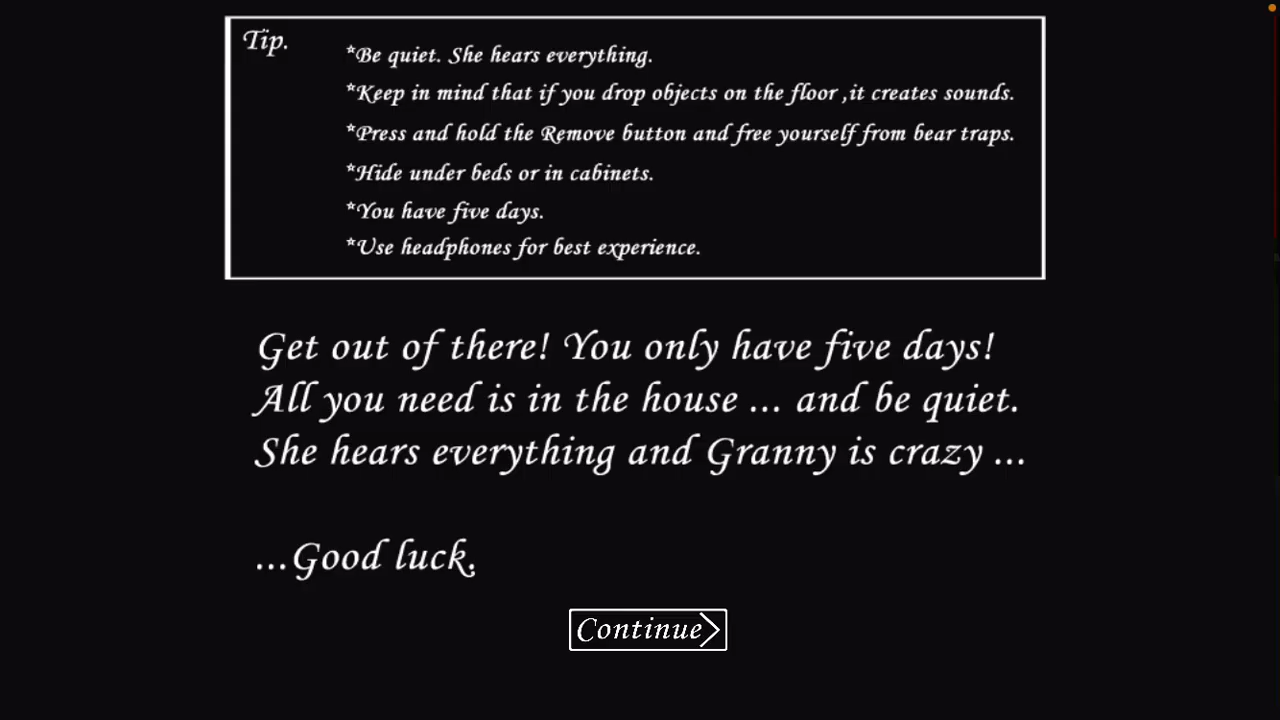 Tip.
*Be quiet. She hears everything.
*Keep in mind that if you drop objects on the floor ,it creates sounds.
*Press and hold the Remove button and free yourself from bear traps.
*Hide under beds or in cabinets.
*You have five days.
*Use headphones for best experience.
Get out of there! You only have five days!
All you need is in the house ... and be quiet.
She hears everything and Granny is crazy ...
...Good luck.
Continue